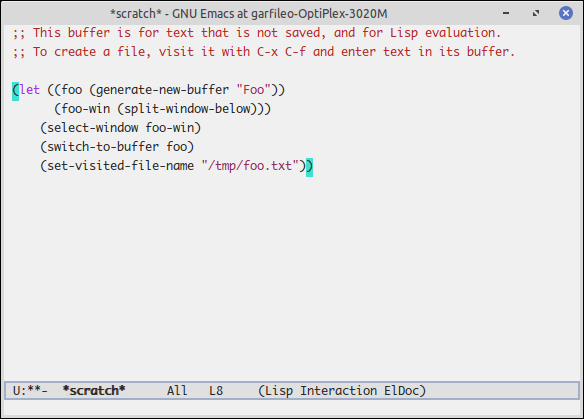 *scratch* - GNU Emacs at garfileo-OptiPlex-3020M
;; This buffer is for text that is not saved, and for Lisp evaluation.
;; To create a file, visit it with C-x C-f and enter text in its buffer.
(let ((foo (generate-new-buffer "Foo"))
      (foo-win (split-window-below)))
    (select-window foo-win)
    (switch-to-buffer foo)
    (set-visited-file-name "/tmp/foo.txt"))
U:**-  *scratch*      All   L8     (Lisp Interaction ElDoc)